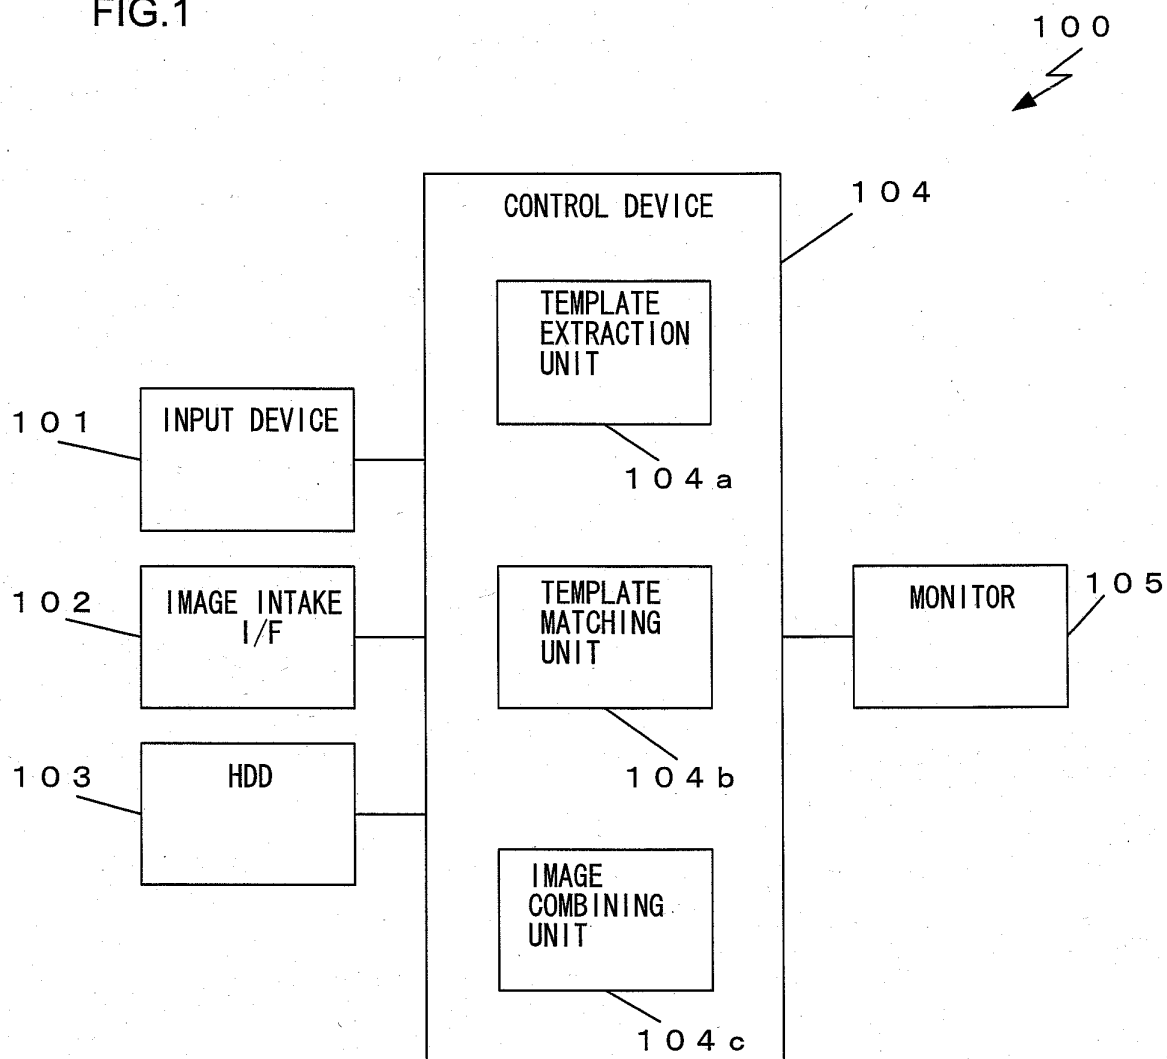 FIG.1
100
CONTROL DEVICE
104
TEMPLATE
EXTRACTION
UNIT
104a
INPUT DEVICE
101
IMAGE INTAKE
I/F
102
TEMPLATE
MATCHING
UNIT
104b
MONITOR
105
HDD
103
IMAGE
COMBINING
UNIT
104c